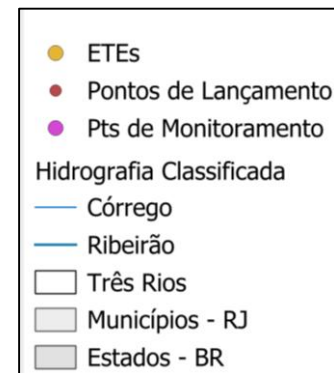 ETEs
Pontos de Lançamento
Pts de Monitoramento
Hidrografia Classificada
Córrego
Ribeirão
Três Rios
Municípios - RJ
Estados - BR